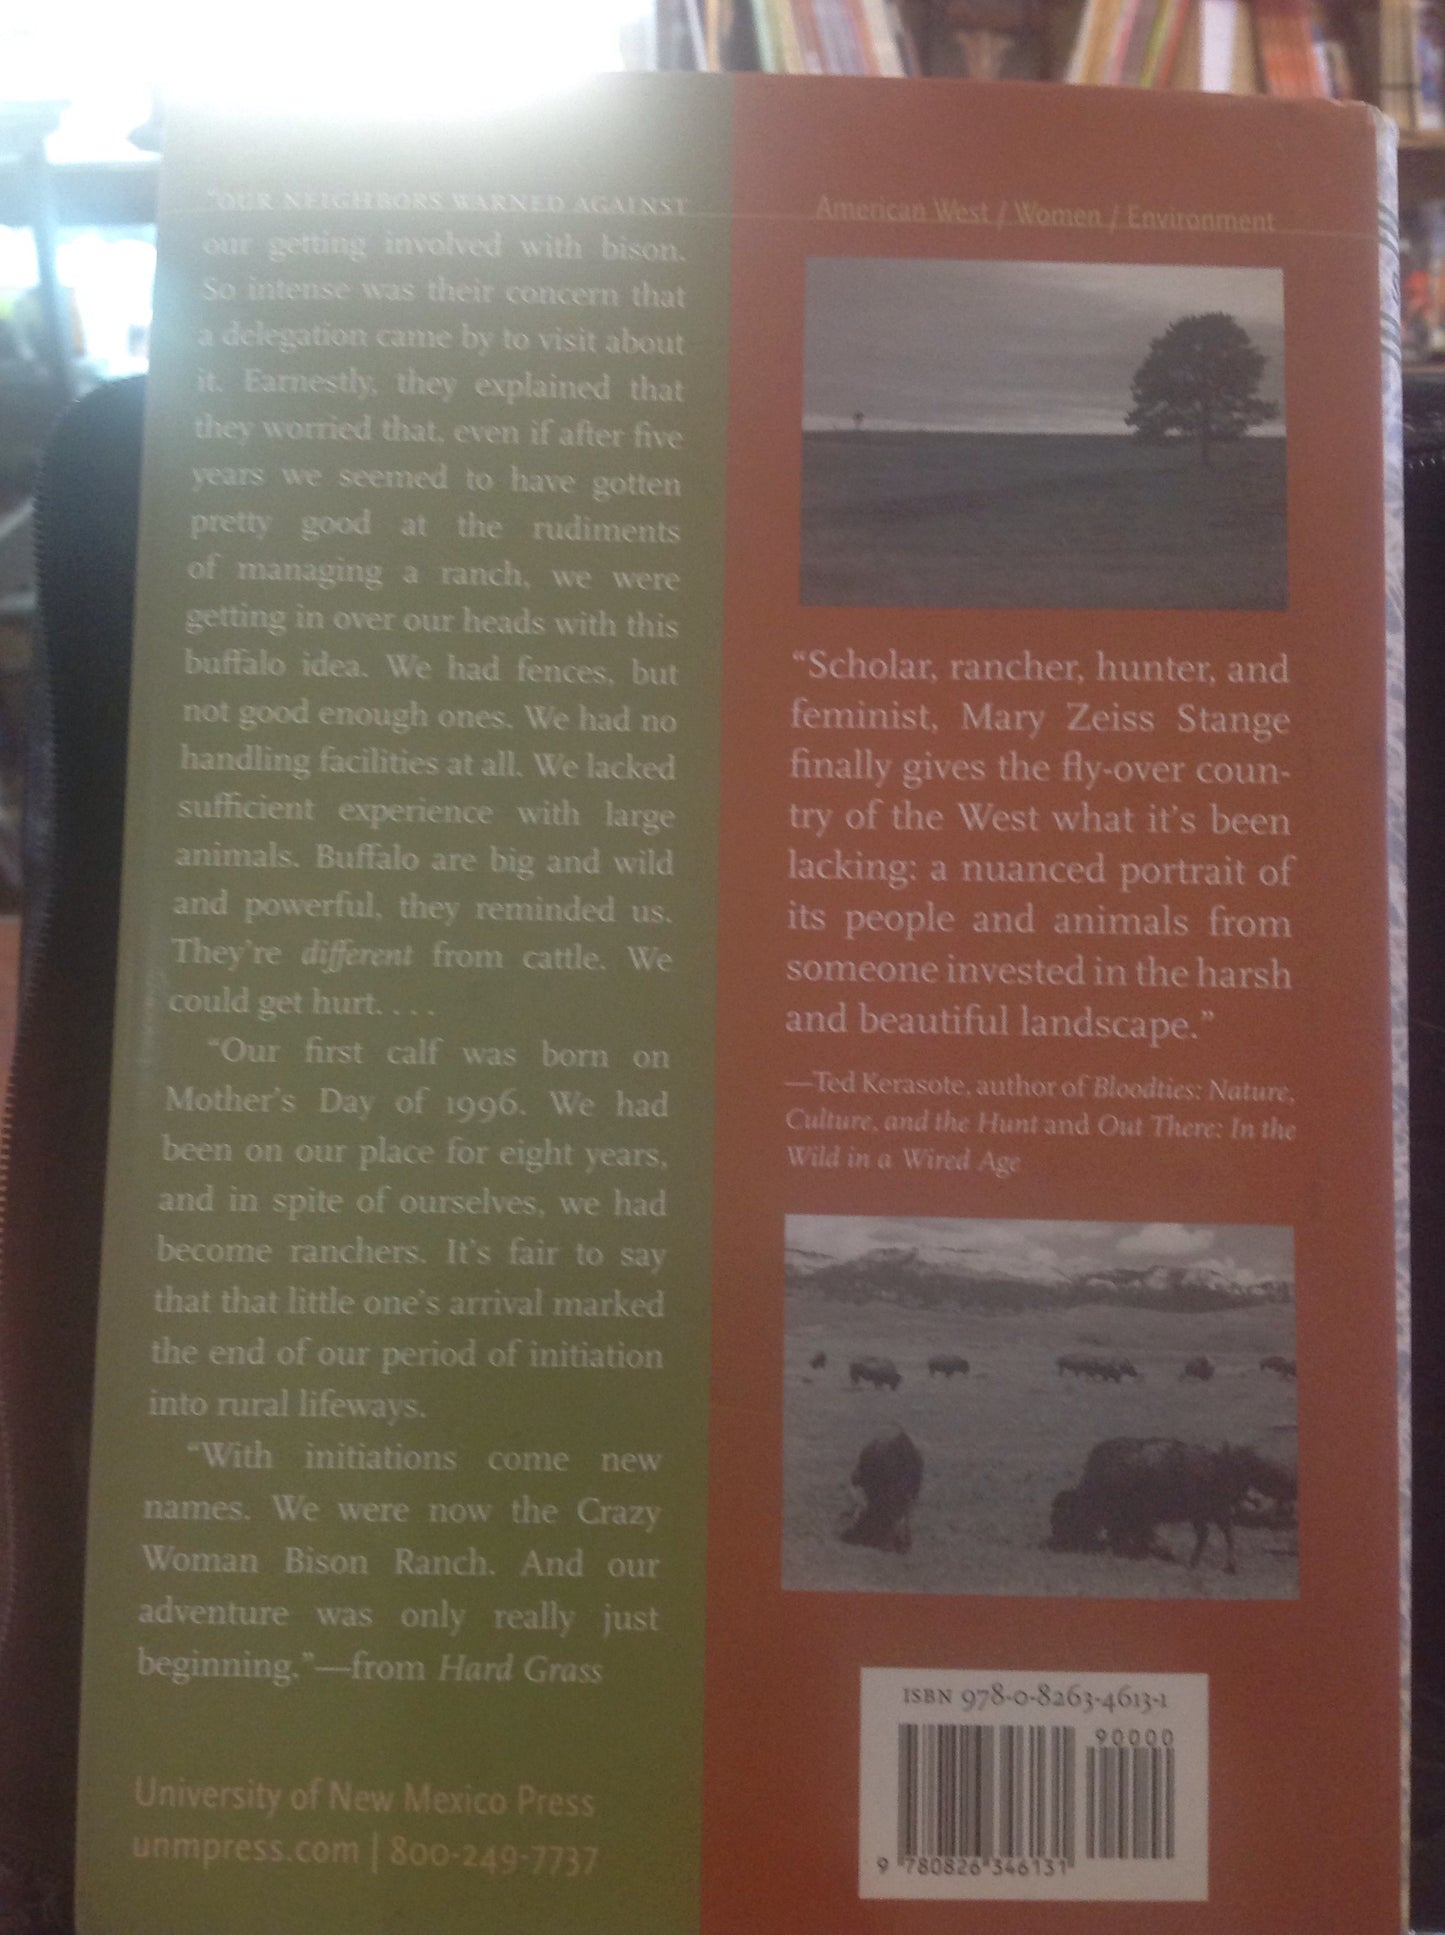 "OUR NEIGHBORS WARNED AGAINST
our getting involved with bison.
So intense was their concern that
a delegation came by to visit about
it. Earnestly, they explained that
they worried that, even if after five
years we seemed to have gotten
pretty good at the rudiments
of managing a ranch, we were
getting in over our heads with this
buffalo idea. We had fences, but
not good enough ones. We had no
handling facilities at all. We lacked
sufficient experience with large
animals. Buffalo are big and wild
and powerful, they reminded us.
They're different from cattle. We
could get hurt. . . .
"Our first calf was born on
Mother's Day of 1996. We had
been on our place for eight years,
and in spite of ourselves, we had
become ranchers. It's fair to say
that that little one's arrival marked
the end of our period of initiation
into rural lifeways.
"With initiations come new
names. We were now the Crazy
Woman Bison Ranch. And our
adventure was only really just
beginning."—from Hard Grass
University of New Mexico Press
unmpress.com | 800-249-7737
American West / Women / Environment
"Scholar, rancher, hunter, and
feminist, Mary Zeiss Stange
finally gives the fly-over coun-
try of the West what it's been
lacking: a nuanced portrait of
its people and animals from
someone invested in the harsh
and beautiful landscape."
—Ted Kerasote, author of Bloodties: Nature,
Culture, and the Hunt and Out There: In the
Wild in a Wired Age
ISBN 978-0-8263-4613-1
90000
9 780826 346131